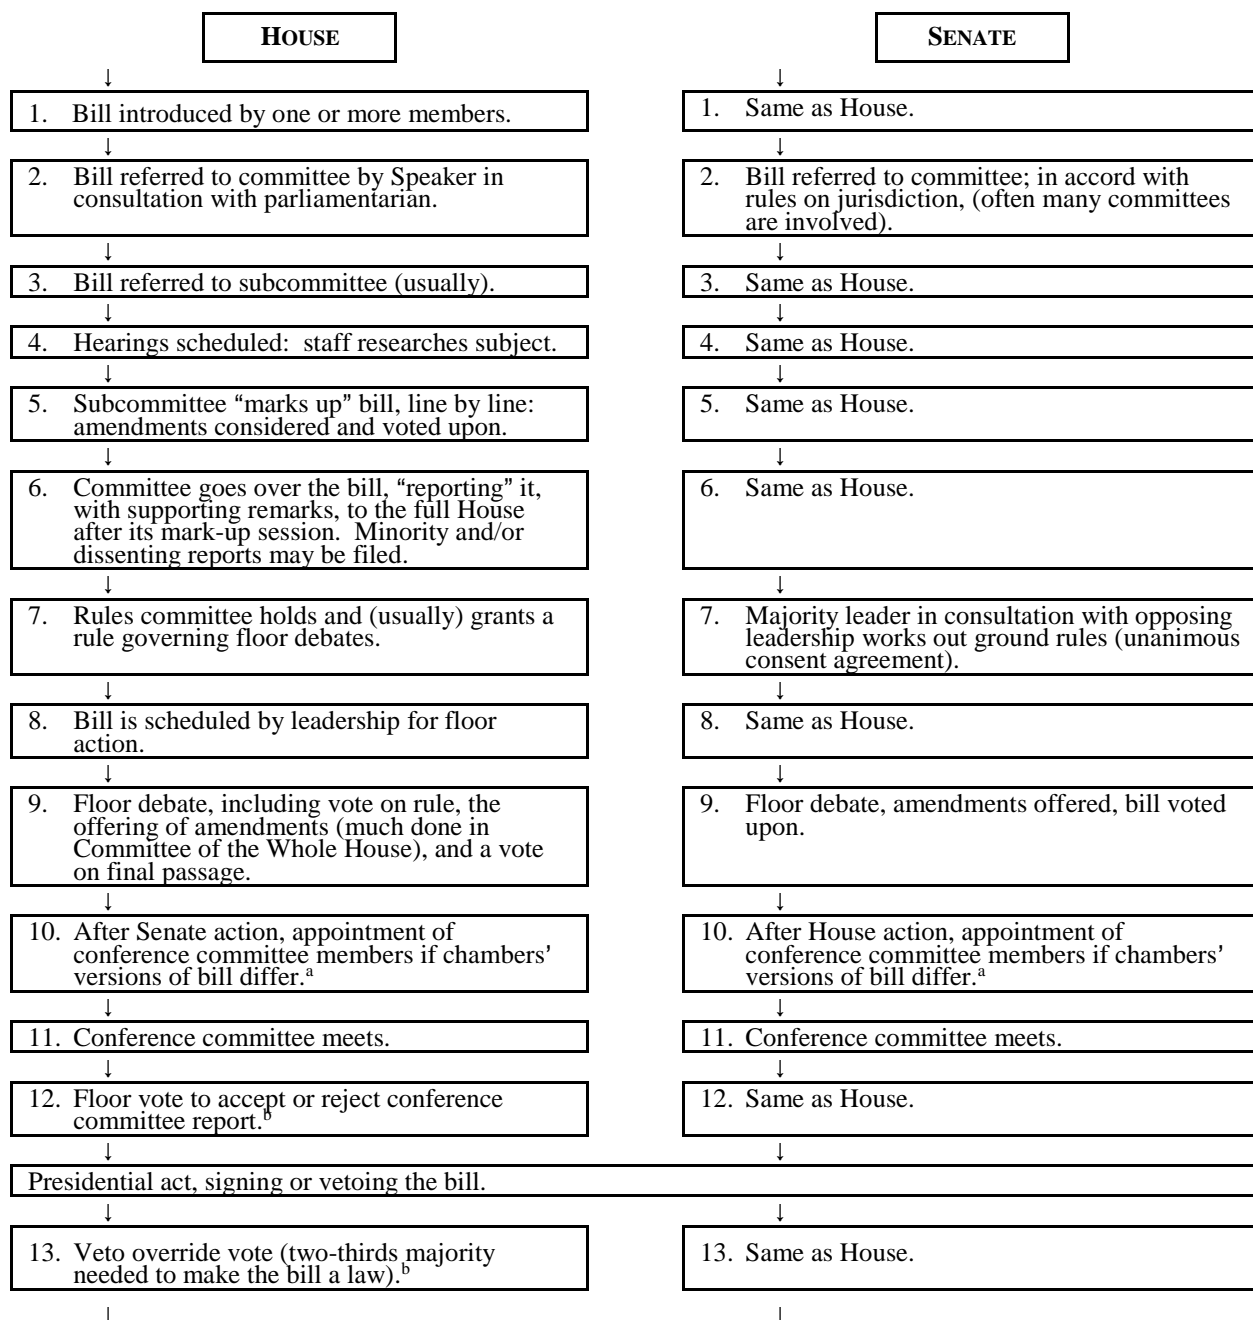 HOUSE
SENATE
↓
↓
1. Bill introduced by one or more members.
1. Same as House.
↓
↓
2. Bill referred to committee by Speaker in
consultation with parliamentarian.
2. Bill referred to committee; in accord with
rules on jurisdiction, (often many committees
are involved).
↓
↓
3. Bill referred to subcommittee (usually).
3. Same as House.
↓
↓
4. Hearings scheduled: staff researches subject.
4. Same as House.
↓
↓
5. Subcommittee “marks up” bill, line by line:
amendments considered and voted upon.
5. Same as House.
↓
↓
6. Committee goes over the bill, “reporting” it,
with supporting remarks, to the full House
after its mark-up session. Minority and/or
dissenting reports may be filed.
6. Same as House.
↓
↓
7. Rules committee holds and (usually) grants a
rule governing floor debates.
7. Majority leader in consultation with opposing
leadership works out ground rules (unanimous
consent agreement).
↓
↓
8. Bill is scheduled by leadership for floor
action.
8. Same as House.
↓
↓
9. Floor debate, including vote on rule, the
offering of amendments (much done in
Committee of the Whole House), and a vote
on final passage.
9. Floor debate, amendments offered, bill voted
upon.
↓
↓
10. After Senate action, appointment of
conference committee members if chambers’
versions of bill differ.a
10. After House action, appointment of
conference committee members if chambers’
versions of bill differ.a
↓
↓
11. Conference committee meets.
11. Conference committee meets.
↓
↓
12. Floor vote to accept or reject conference
committee report.b
12. Same as House.
↓
↓
Presidential act, signing or vetoing the bill.
↓
↓
13. Veto override vote (two-thirds majority
needed to make the bill a law).b
13. Same as House.